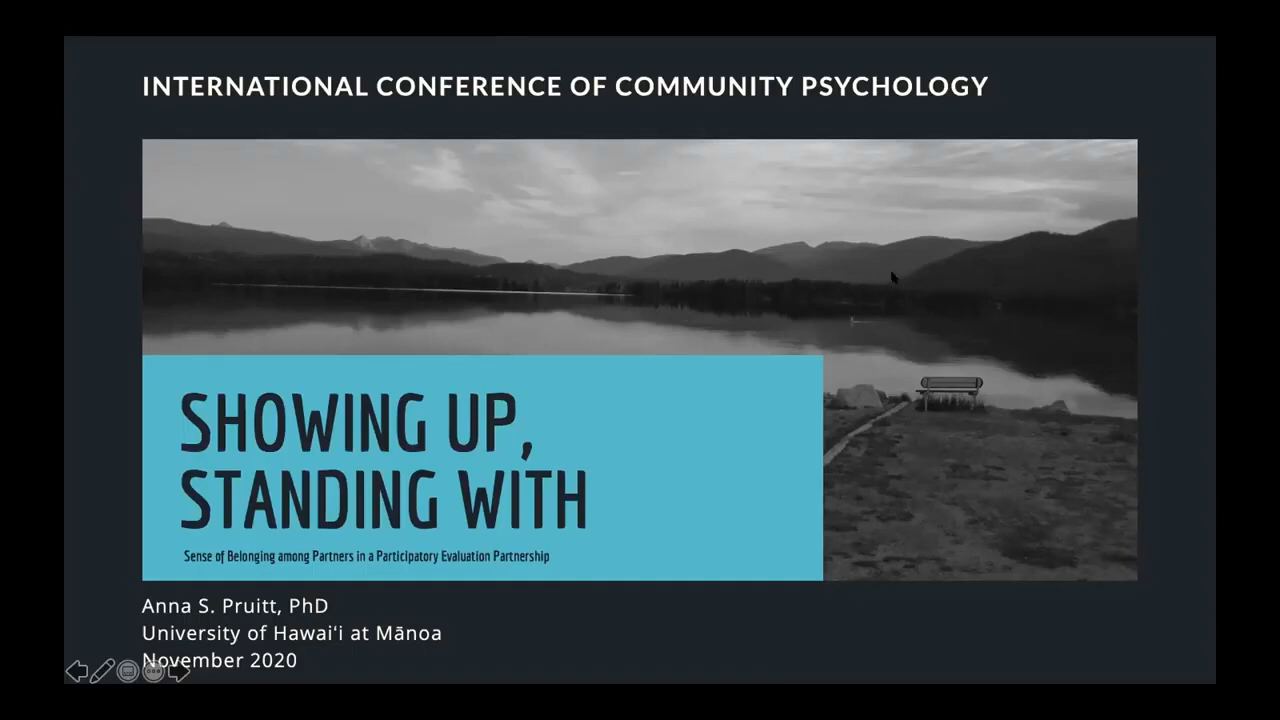 INTERNATIONAL CONFERENCE OF COMMUNITY PSYCHOLOGY
SHOWING UP,
STANDING WITH
Sense of Belonging among Partners in a Participatory Evaluation Partnership
Anna S. Pruitt, PhD
University of Hawaiʻi at Mānoa
November 2020